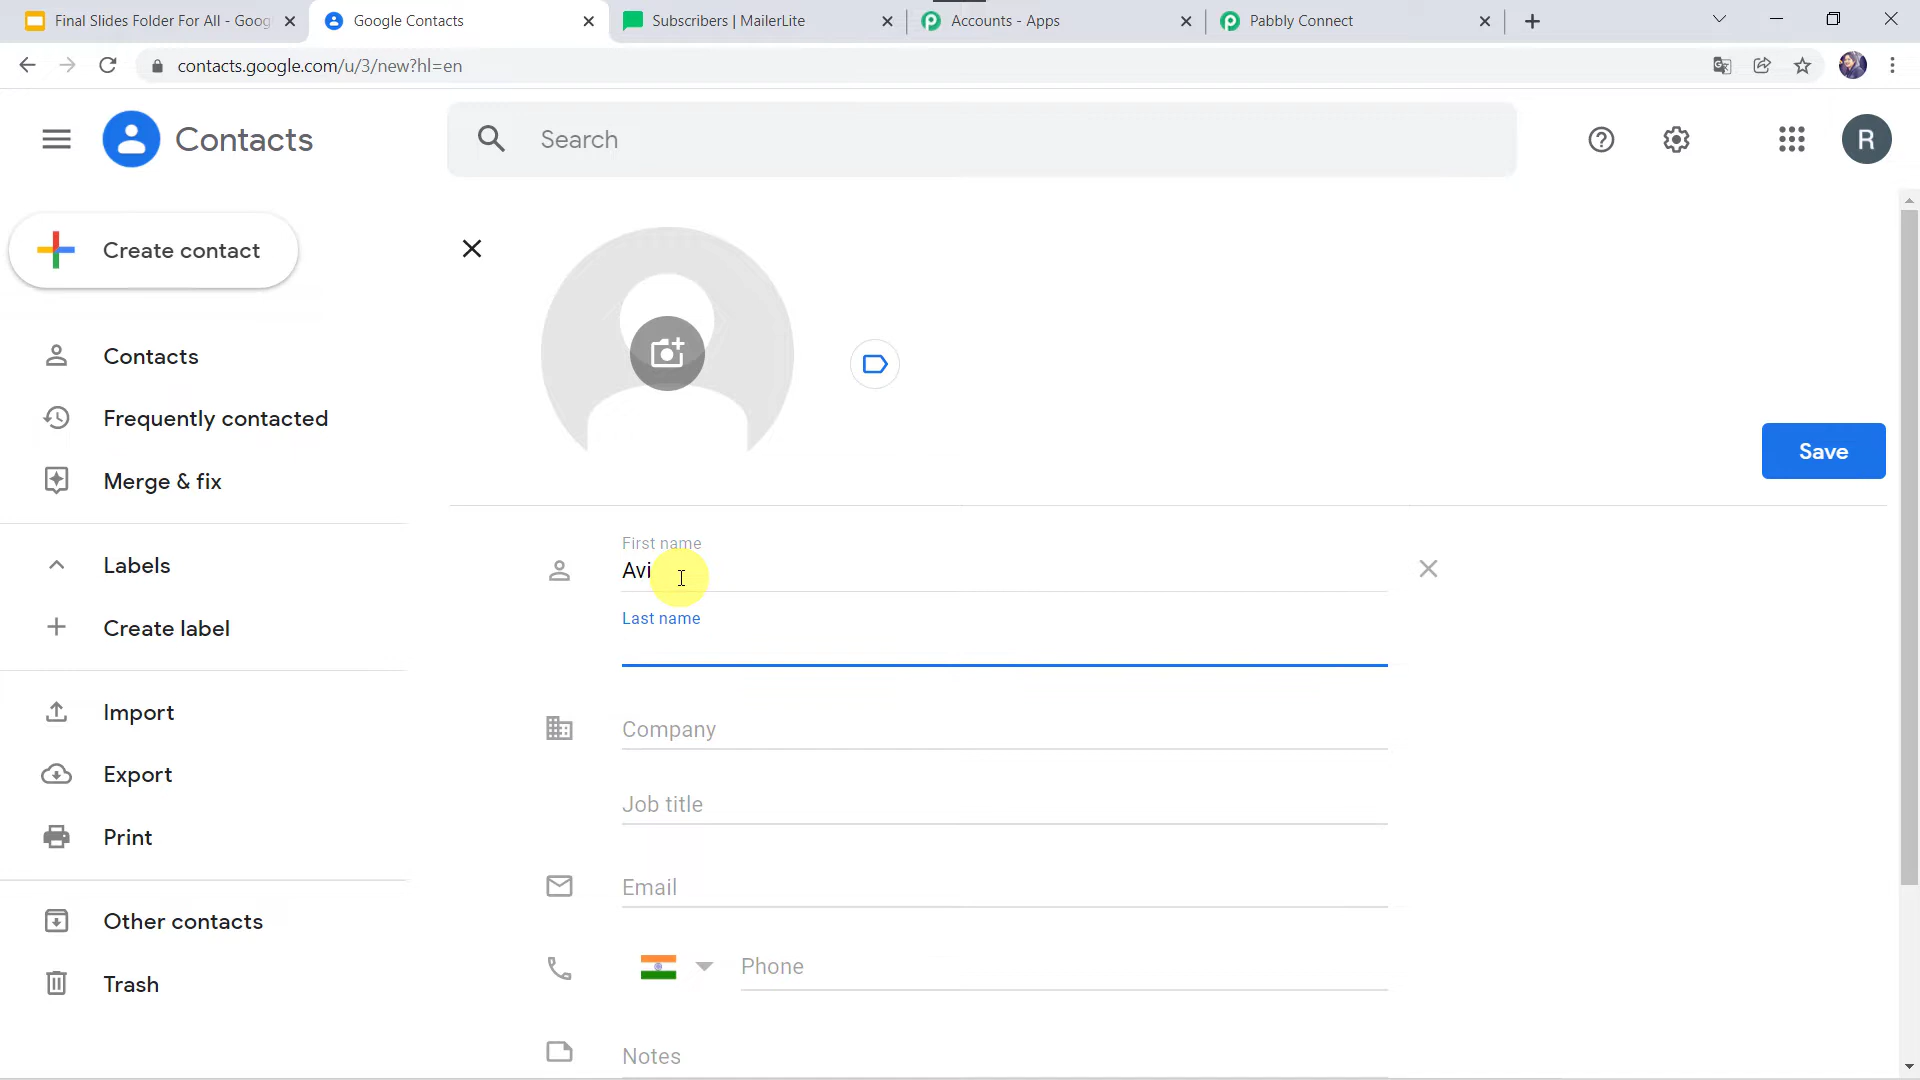 Final Slides Folder For All - Goog
Google Contacts
Subscribers | MailerLite
Accounts - Apps
Pabbly Connect
contacts.google.com/u/3/new?hl=en
Contacts
Search
R
Create contact
Contacts
Frequently contacted
Merge & fix
Save
Labels
Create label
Import
Export
Print
Other contacts
Trash
First name
Avi
Last name
Company
Job title
Email
Phone
Notes